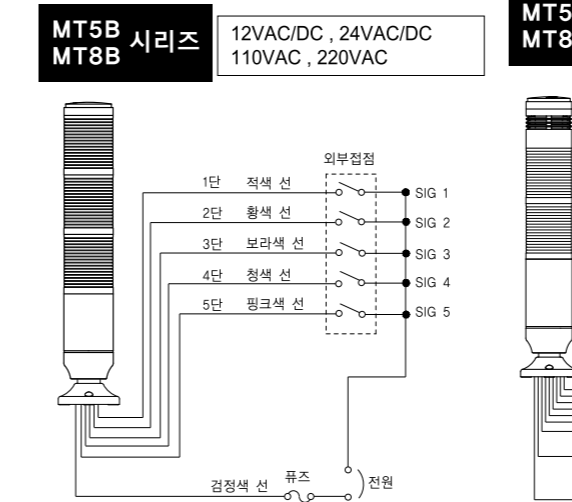 MT5B
MT8B
시리즈
12VAC/DC , 24VAC/DC
110VAC , 220VAC
MT5
MT8
외부접점
1단 적색 선 SIG 1
2단 황색 선 SIG 2
3단 보라색 선 SIG 3
4단 청색 선 SIG 4
5단 핑크색 선 SIG 5
검정색 선 퓨즈 전원